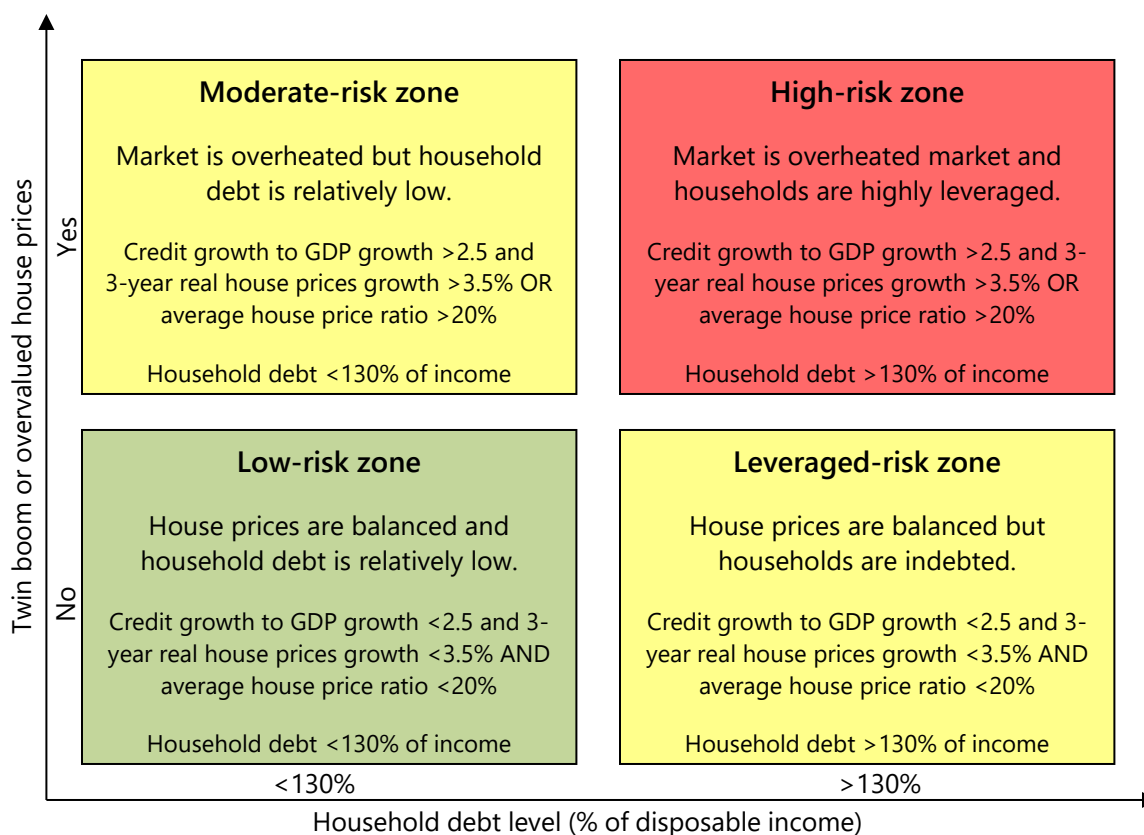 Twin boom or overvalued house prices
Yes
Moderate-risk zone
Market is overheated but household
debt is relatively low.
Credit growth to GDP growth >2.5 and
3-year real house prices growth >3.5% OR
average house price ratio >20%
Household debt <130% of income
High-risk zone
Market is overheated market and
households are highly leveraged.
Credit growth to GDP growth >2.5 and 3-
year real house prices growth >3.5% OR
average house price ratio >20%
Household debt >130% of income
No
Low-risk zone
House prices are balanced and
household debt is relatively low.
Credit growth to GDP growth <2.5 and 3-
year real house prices growth <3.5% AND
average house price ratio <20%
Household debt <130% of income
Leveraged-risk zone
House prices are balanced but
households are indebted.
Credit growth to GDP growth <2.5 and 3-
year real house prices growth <3.5% AND
average house price ratio <20%
Household debt >130% of income
<130%
>130%
Household debt level (% of disposable income)